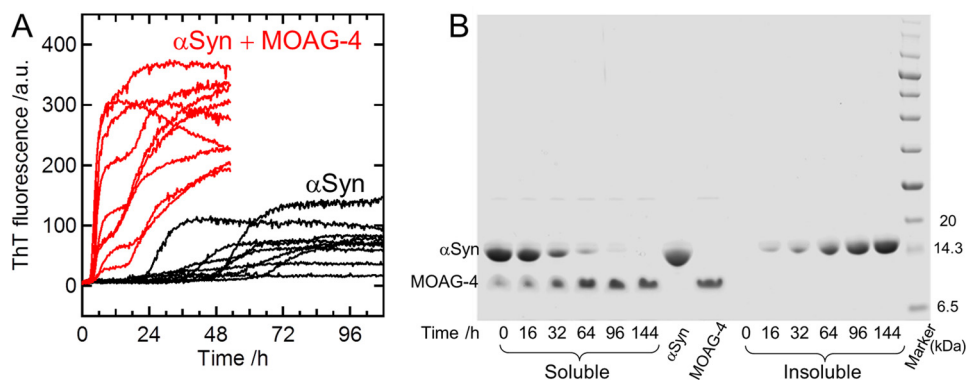 A
αSyn + MOAG-4
αSyn
ThT fluorescence /a.u.
400
300
200
100
0
0 24 48 72 96
Time /h
B
αSyn
MOAG-4
20
14.3
6.5
(kDa)
Time /h 0 16 32 64 96 144 αSyn MOAG-4 0 16 32 64 96 144 Marker
Soluble Insoluble